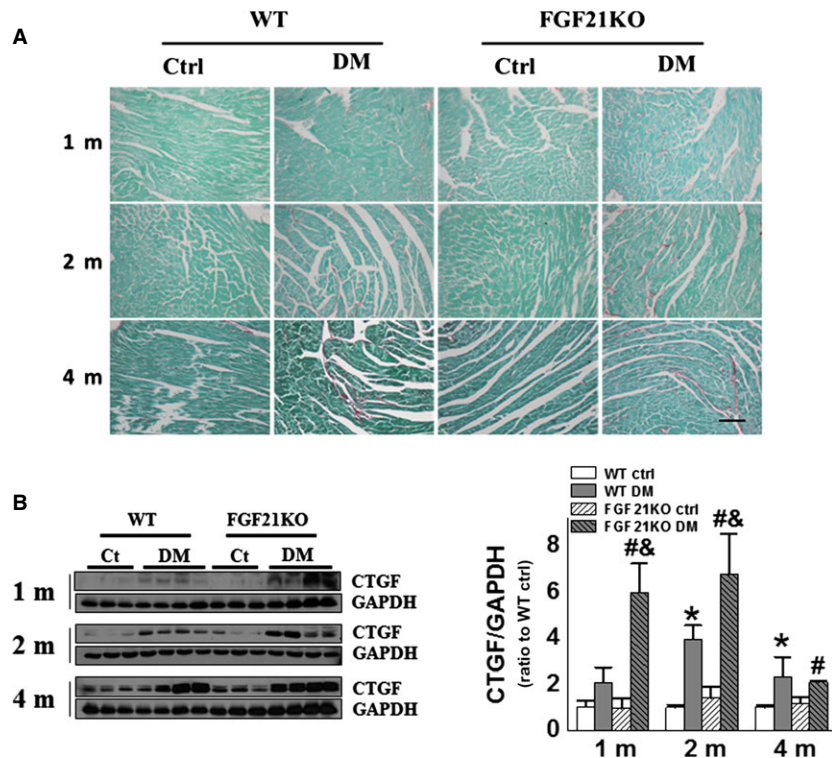 A
WT FGF21KO
Ctrl DM Ctrl DM
1 m
2 m
4 m
B
WT FGF21KO
Ct DM Ct DM
1 m CTGF
GAPDH
2 m CTGF
GAPDH
4 m CTGF
GAPDH
WT ctrl
WT DM
FGF21KO ctrl
FGF21KO DM
CTGF/GAPDH
(ratio to WT ctrl)
8
6
4
2
0
#&
* #&
* #
1 m 2 m 4 m